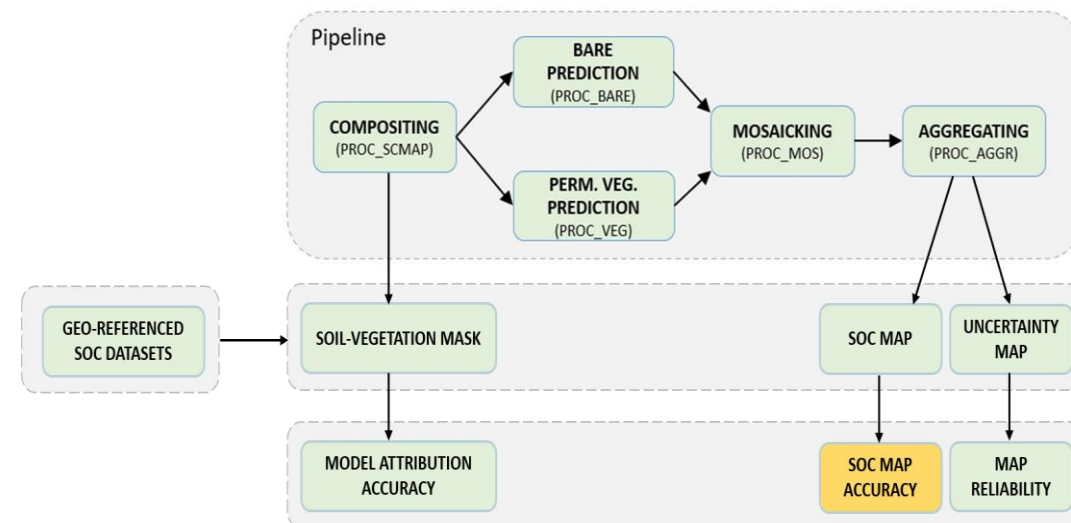 Pipeline
BARE
PREDICTION
(PROC_BARE)
COMPOSITING
(PROC_SCMAP)
MOSAICKING
(PROC_MOS)
AGGREGATING
(PROC_AGGR)
PERM. VEG.
PREDICTION
(PROC_VEG)
GEO-REFERENCED
SOC DATASETS
SOIL-VEGETATION MASK
SOC MAP
UNCERTAINTY
MAP
MODEL ATTRIBUTION
ACCURACY
SOC MAP
ACCURACY
MAP
RELIABILITY